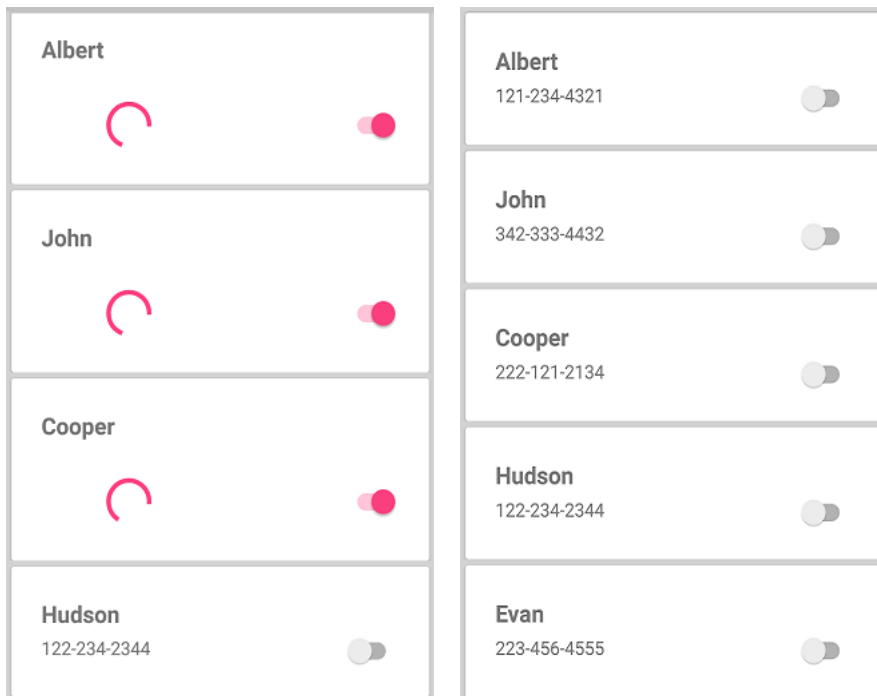 Albert
John
Cooper
Hudson
122-234-2344
Albert
121-234-4321
John
342-333-4432
Cooper
222-121-2134
Hudson
122-234-2344
Evan
223-456-4555